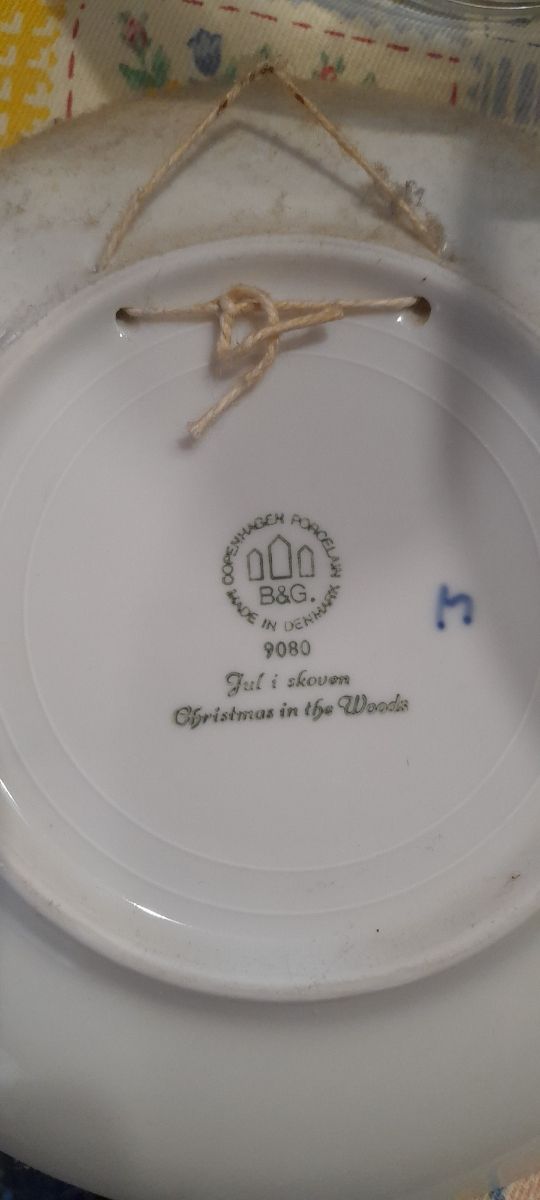 COPENHAGEN PORCELAIN
B&G.
MADE IN DENMARK
9080
Jul i skoven
Christmas in the Woods